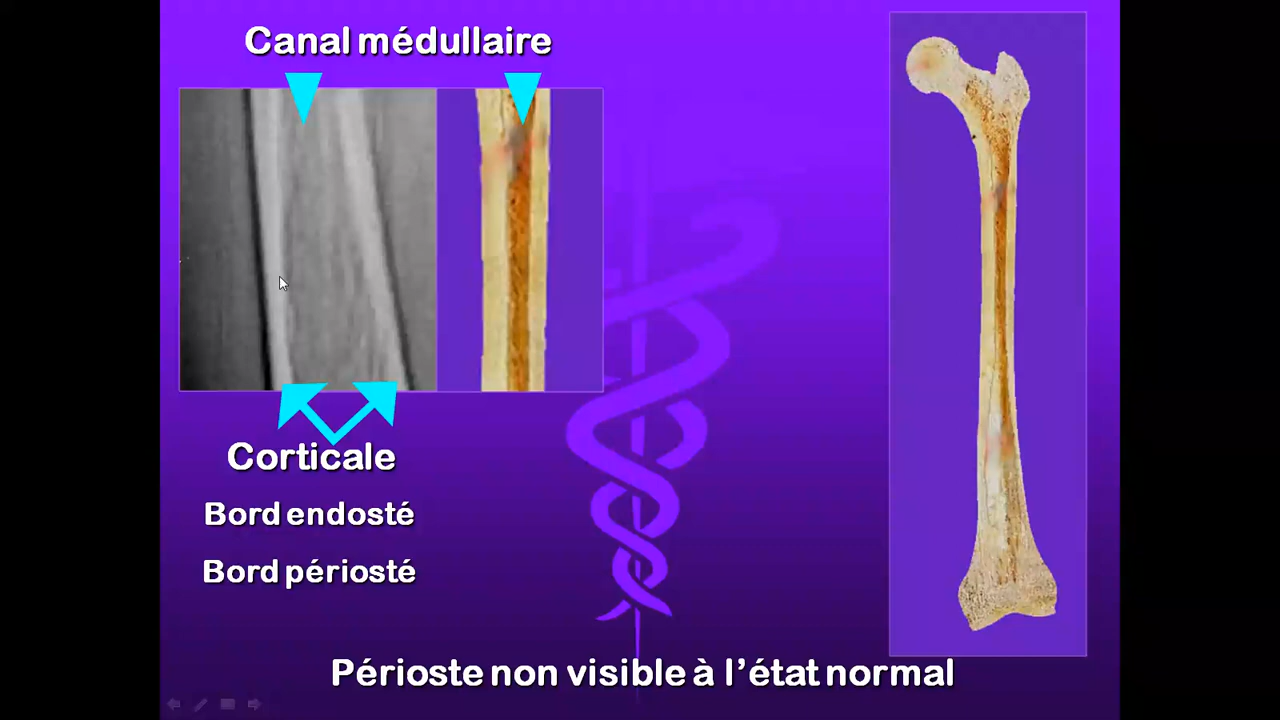 Canal médullaire
Corticale
Bord endosté
Bord périosté
Périoste non visible à l’état normal